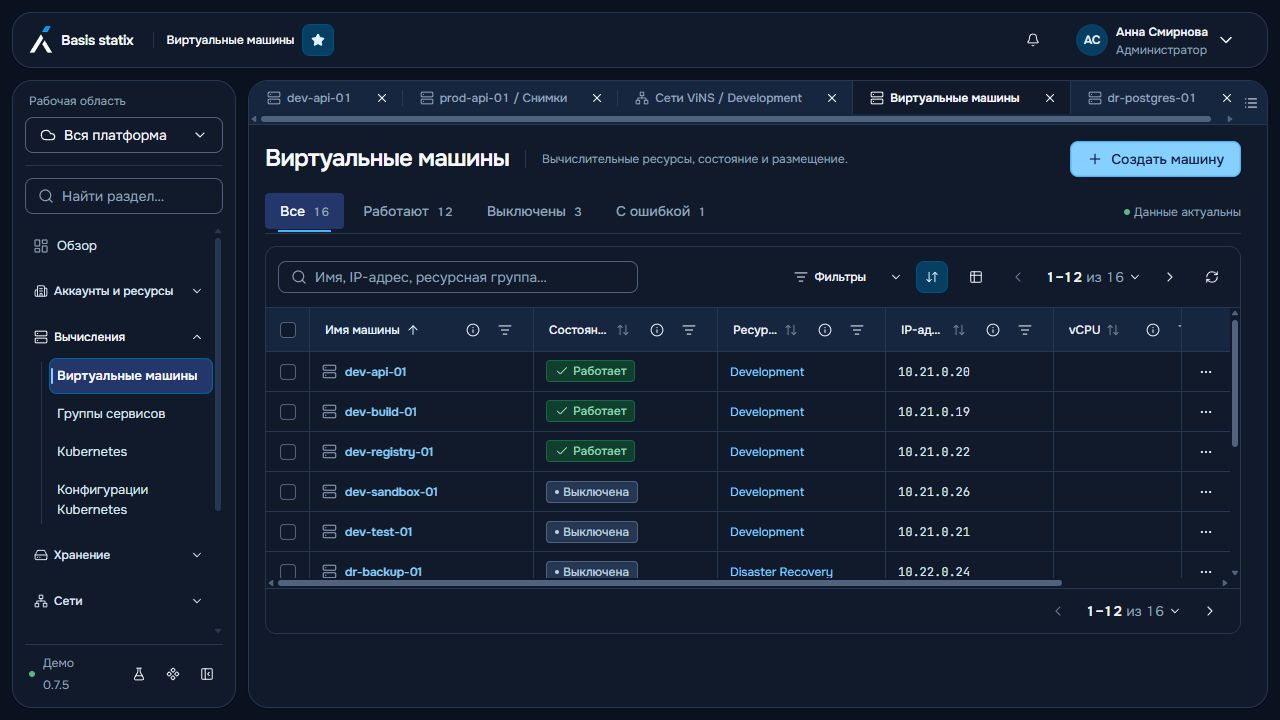 Basis statix
Виртуальные машины
АС
Анна Смирнова
Администратор
Рабочая область
Вся платформа
Найти раздел...
Обзор
Аккаунты и ресурсы
Вычисления
Виртуальные машины
Группы сервисов
Kubernetes
Конфигурации
Kubernetes
Хранение
Сети
Демо
0.7.5
dev-api-01
prod-api-01 / Снимки
Сети ViNS / Development
Виртуальные машины
dr-postgres-01
Виртуальные машины
Вычислительные ресурсы, состояние и размещение.
Создать машину
Все 16
Работают 12
Выключены 3
С ошибкой 1
Данные актуальны
Имя, IP-адрес, ресурсная группа...
Фильтры
1–12 из 16
Имя машины
Состоян...
Ресур...
IP-ад...
vCPU
dev-api-01 Работает Development 10.21.0.20
dev-build-01 Работает Development 10.21.0.19
dev-registry-01 Работает Development 10.21.0.22
dev-sandbox-01 Выключена Development 10.21.0.26
dev-test-01 Выключена Development 10.21.0.21
dr-backup-01 Выключена Disaster Recovery 10.22.0.24
1–12 из 16